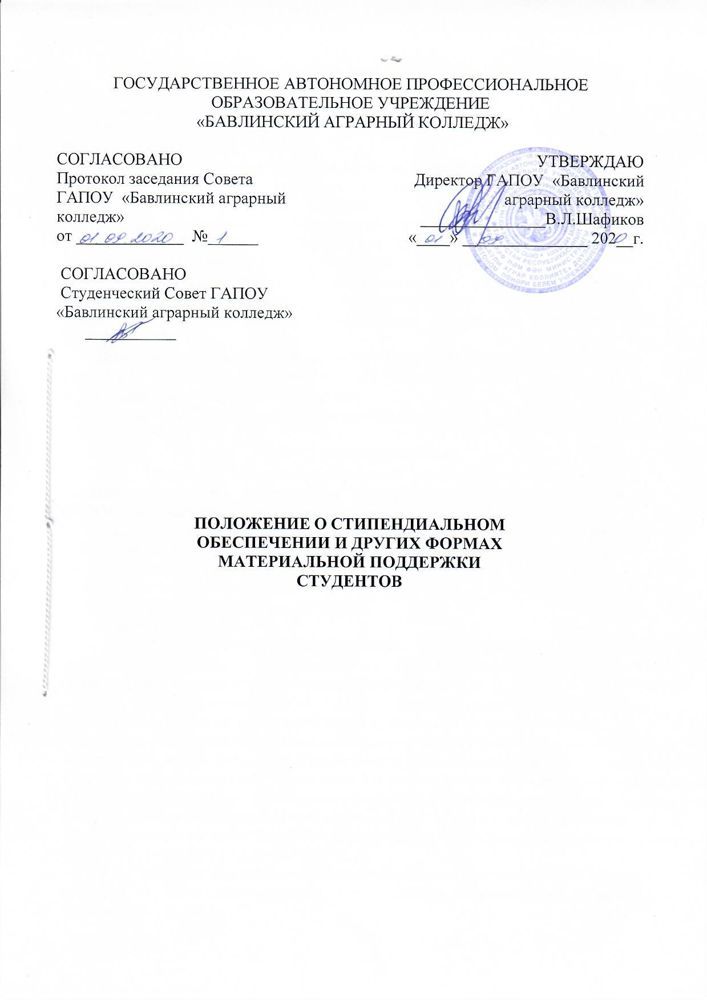 ГОСУДАРСТВЕННОЕ АВТОНОМНОЕ ПРОФЕССИОНАЛЬНОЕ
ОБРАЗОВАТЕЛЬНОЕ УЧРЕЖДЕНИЕ
«БАВЛИНСКИЙ АГРАРНЫЙ КОЛЛЕДЖ»
СОГЛАСОВАНО
Протокол заседания Совета
ГАПОУ «Бавлинский аграрный
колледж»
от 01.09.2020 № 1
УТВЕРЖДАЮ
Директор ГАПОУ «Бавлинский
аграрный колледж»
_______________В.Л.Шафиков
«01» 09 2020 г.
СОГЛАСОВАНО
Студенческий Совет ГАПОУ
«Бавлинский аграрный колледж»
ПОЛОЖЕНИЕ О СТИПЕНДИАЛЬНОМ
ОБЕСПЕЧЕНИИ И ДРУГИХ ФОРМАХ
МАТЕРИАЛЬНОЙ ПОДДЕРЖКИ
СТУДЕНТОВ